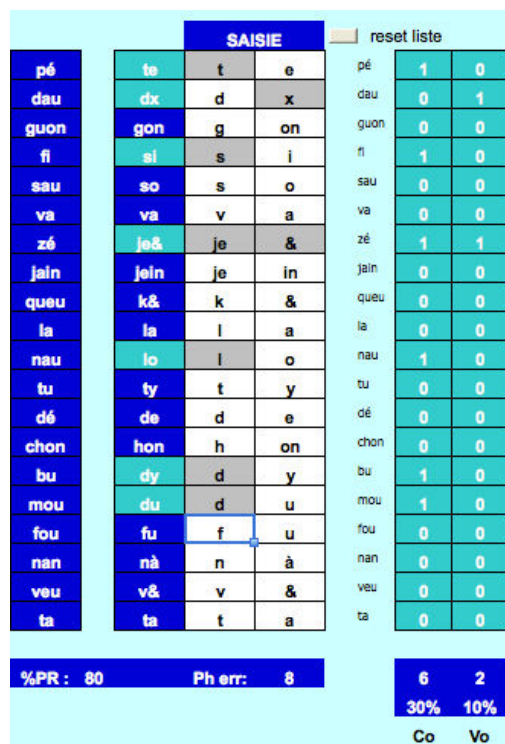 SAISIE reset liste
pé te t e pé 1 0
dau dx d x dau 0 1
guon gon g on guon 0 0
fi si s i fi 1 0
sau so s o sau 0 0
va va v a va 0 0
zé je& je & zé 1 1
jain jein je in jain 0 0
queu k& k & queu 0 0
la la l a la 0 0
nau lo l o nau 1 0
tu ty t y tu 0 0
dé de d e dé 0 0
chon hon h on chon 0 0
bu dy d y bu 1 0
mou du d u mou 1 0
fou fu f u fou 0 0
nan nà n à nan 0 0
veu v& v & veu 0 0
ta ta t a ta 0 0
%PR : 80 Ph err: 8 6 2
30% 10%
Co Vo